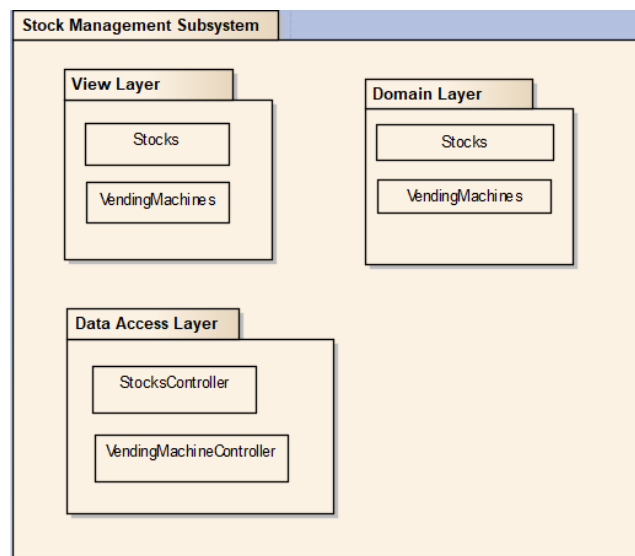 Stock Management Subsystem
View Layer
Stocks
VendingMachines
Domain Layer
Stocks
VendingMachines
Data Access Layer
StocksController
VendingMachineController